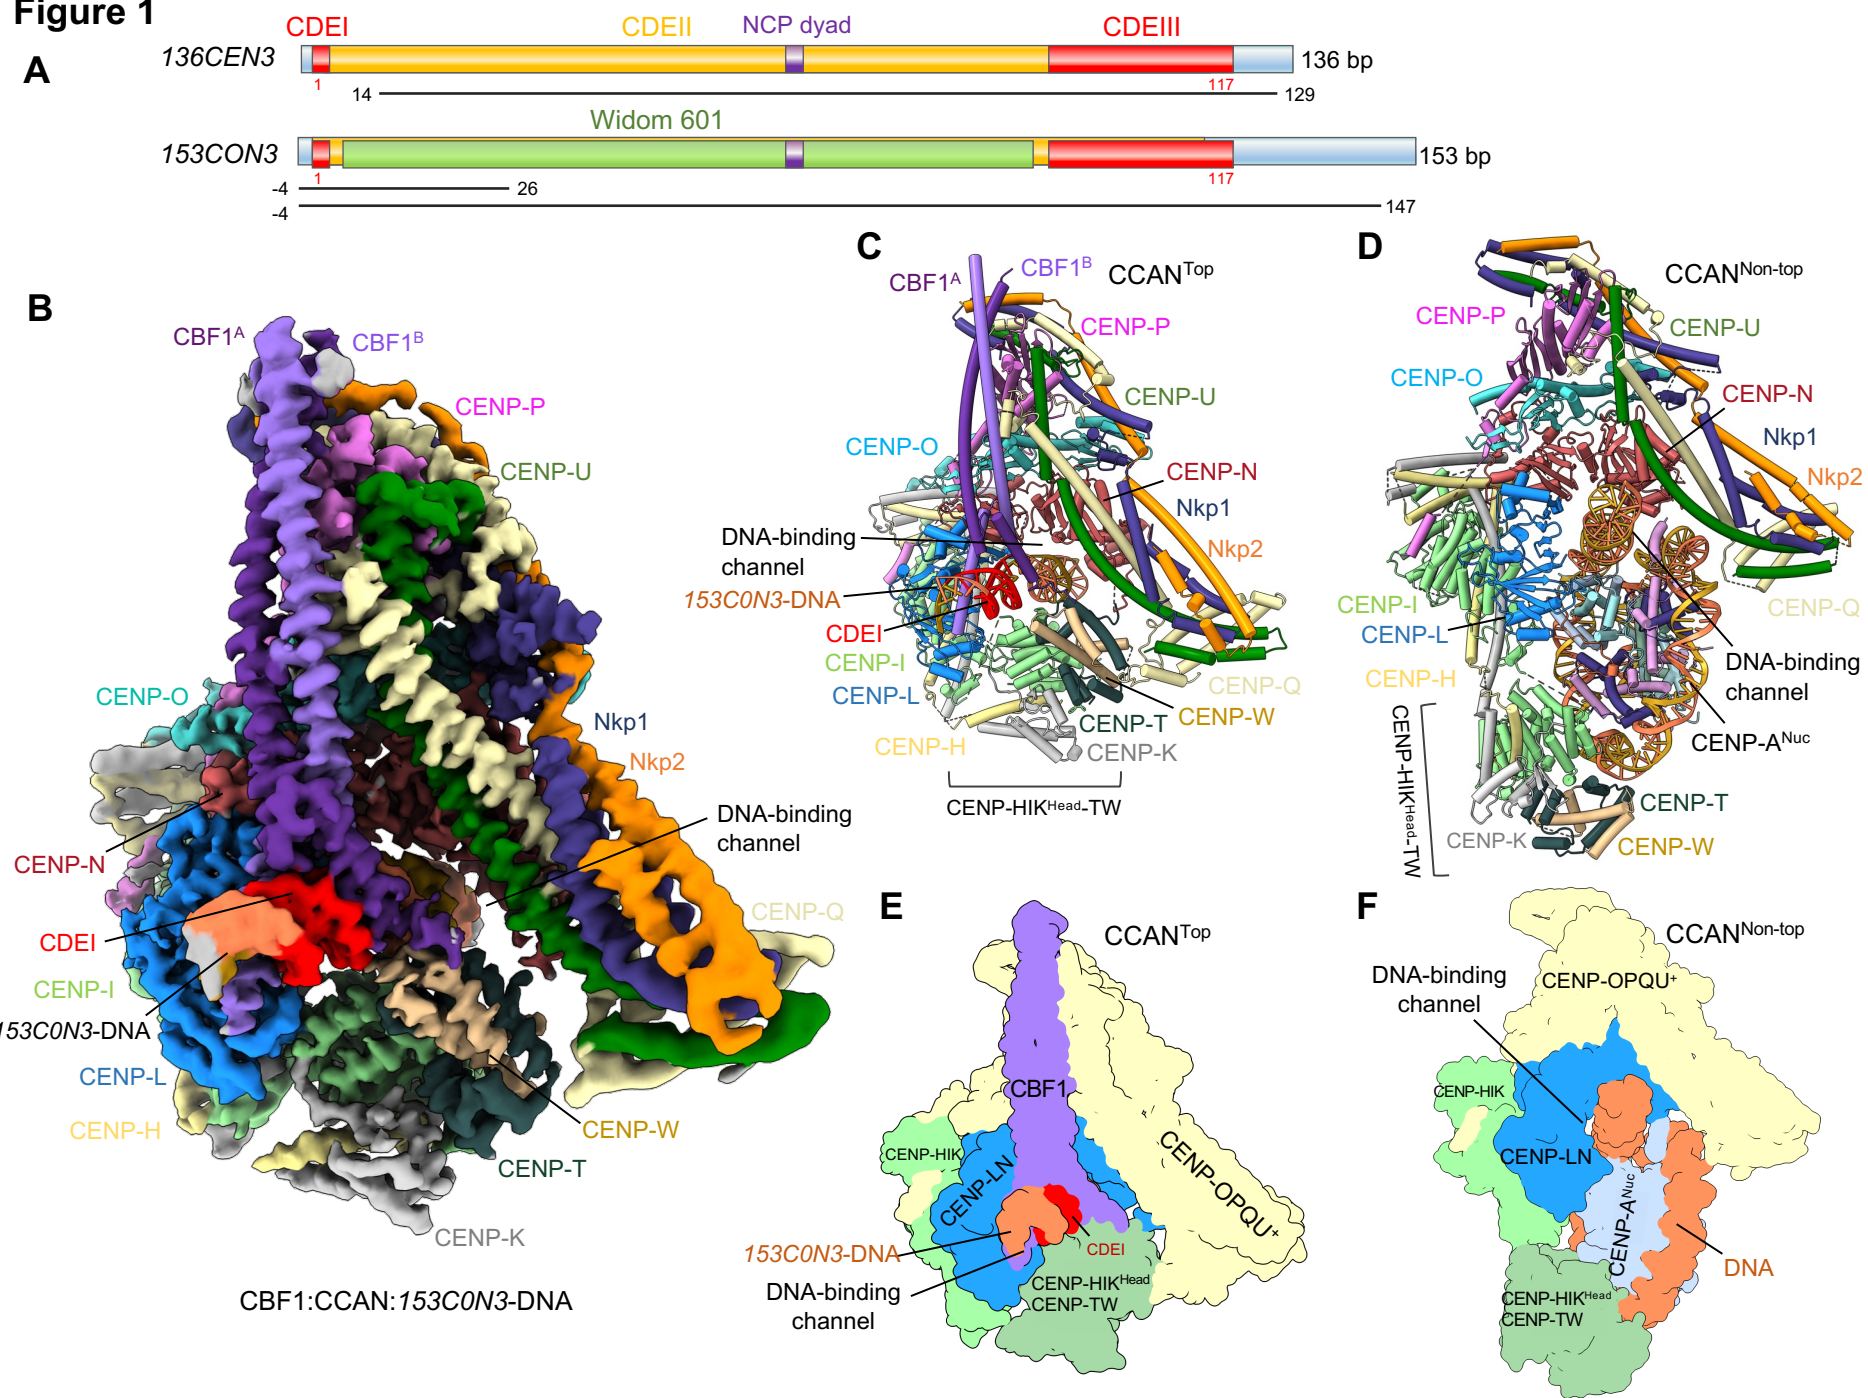 Figure 1
A
CDEI
CDEII
NCP dyad
CDEIII
136CEN3
136 bp
1
117
14
129
Widom 601
153CON3
153 bp
1
117
-4
26
-4
147
B
CBF1A
CBF1B
CENP-P
CENP-U
CENP-O
Nkp1
Nkp2
DNA-binding
channel
CENP-N
CENP-Q
CDEI
CENP-I
153C0N3-DNA
CENP-L
CENP-H
CENP-W
CENP-T
CENP-K
CBF1:CCAN:153C0N3-DNA
C
CBF1A
CBF1B
CCANTop
CENP-P
CENP-U
CENP-O
CENP-N
Nkp1
DNA-binding
channel
Nkp2
153C0N3-DNA
CDEI
CENP-I
CENP-L
CENP-Q
CENP-W
CENP-T
CENP-H
CENP-K
CENP-HIKHead-TW
D
CCANNon-top
CENP-P
CENP-U
CENP-O
CENP-N
Nkp1
Nkp2
CENP-I
CENP-Q
CENP-L
DNA-binding
channel
CENP-H
CENP-ANuc
CENP-HIKHead-TW
CENP-T
CENP-K
CENP-W
E
CCANTop
CBF1
CENP-HIK
CENP-LN
CENP-OPQU+
153C0N3-DNA
CDEI
DNA-binding
channel
CENP-HIKHead
CENP-TW
F
CCANNon-top
DNA-binding
channel
CENP-OPQU+
CENP-HIK
CENP-LN
CENP-ANuc
DNA
CENP-HIKHead
CENP-TW